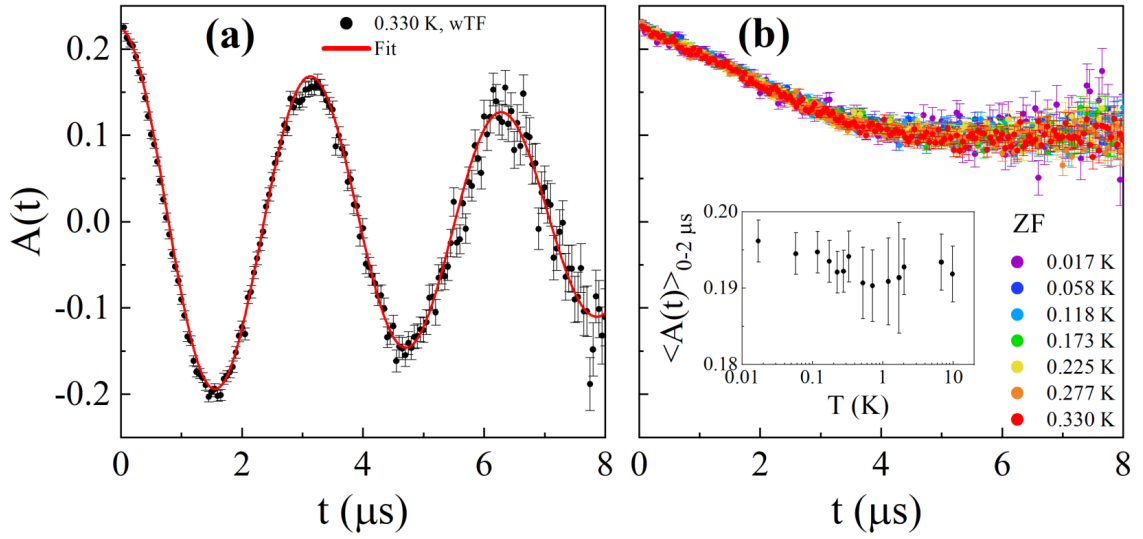 (a)
0.330 K, wTF
Fit
A(t)
0.2
0.1
0.0
-0.1
-0.2
0 2 4 6 8
t (μs)
(b)
<A(t)>0-2 μs
0.20
0.19
0.18
0.01 0.1 1 10
T (K)
ZF
0.017 K
0.058 K
0.118 K
0.173 K
0.225 K
0.277 K
0.330 K
0 2 4 6 8
t (μs)